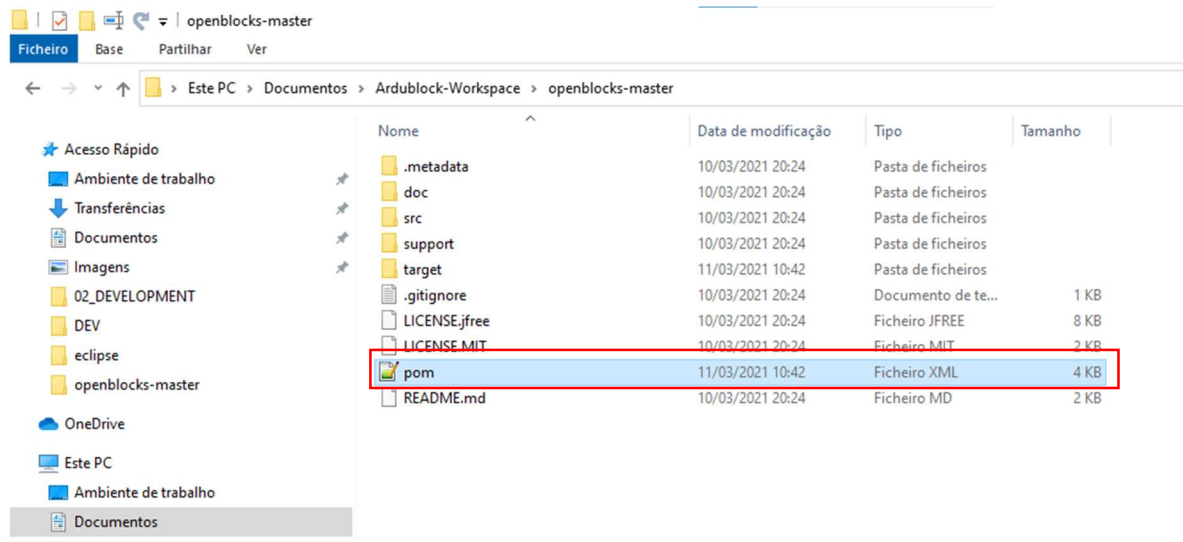 openblocks-master
Ficheiro Base Partilhar Ver
Este PC > Documentos > Ardublock-Workspace > openblocks-master
Acesso Rápido
Ambiente de trabalho
Transferências
Documentos
Imagens
02_DEVELOPMENT
DEV
eclipse
openblocks-master
OneDrive
Este PC
Ambiente de trabalho
Documentos
Nome Data de modificação Tipo Tamanho
.metadata 10/03/2021 20:24 Pasta de ficheiros
doc 10/03/2021 20:24 Pasta de ficheiros
src 10/03/2021 20:24 Pasta de ficheiros
support 10/03/2021 20:24 Pasta de ficheiros
target 11/03/2021 10:42 Pasta de ficheiros
.gitignore 10/03/2021 20:24 Documento de te... 1 KB
LICENSE.jfree 10/03/2021 20:24 Ficheiro JFREE 8 KB
LICENSE.MIT 10/03/2021 20:24 Ficheiro MIT 2 KB
pom 11/03/2021 10:42 Ficheiro XML 4 KB
README.md 10/03/2021 20:24 Ficheiro MD 2 KB